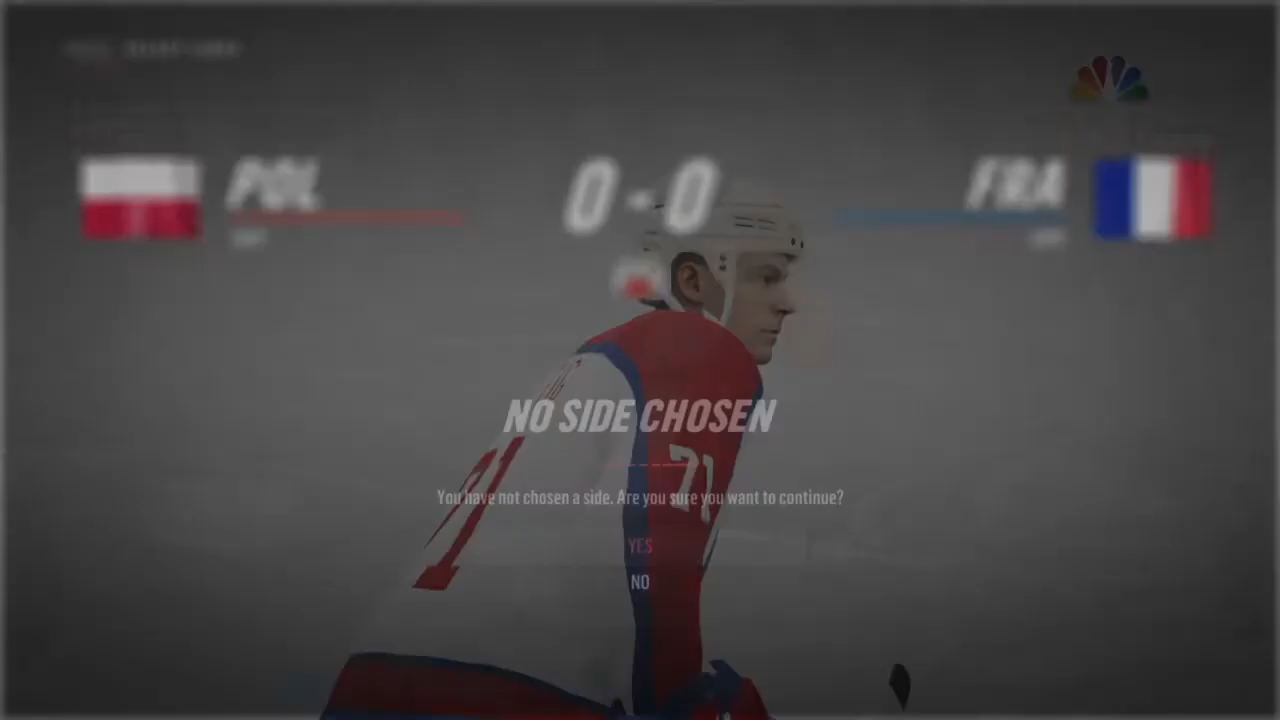 POL
0 - 0
FRA
NO SIDE CHOSEN
71
You have not chosen a side. Are you sure you want to continue?
YES
NO